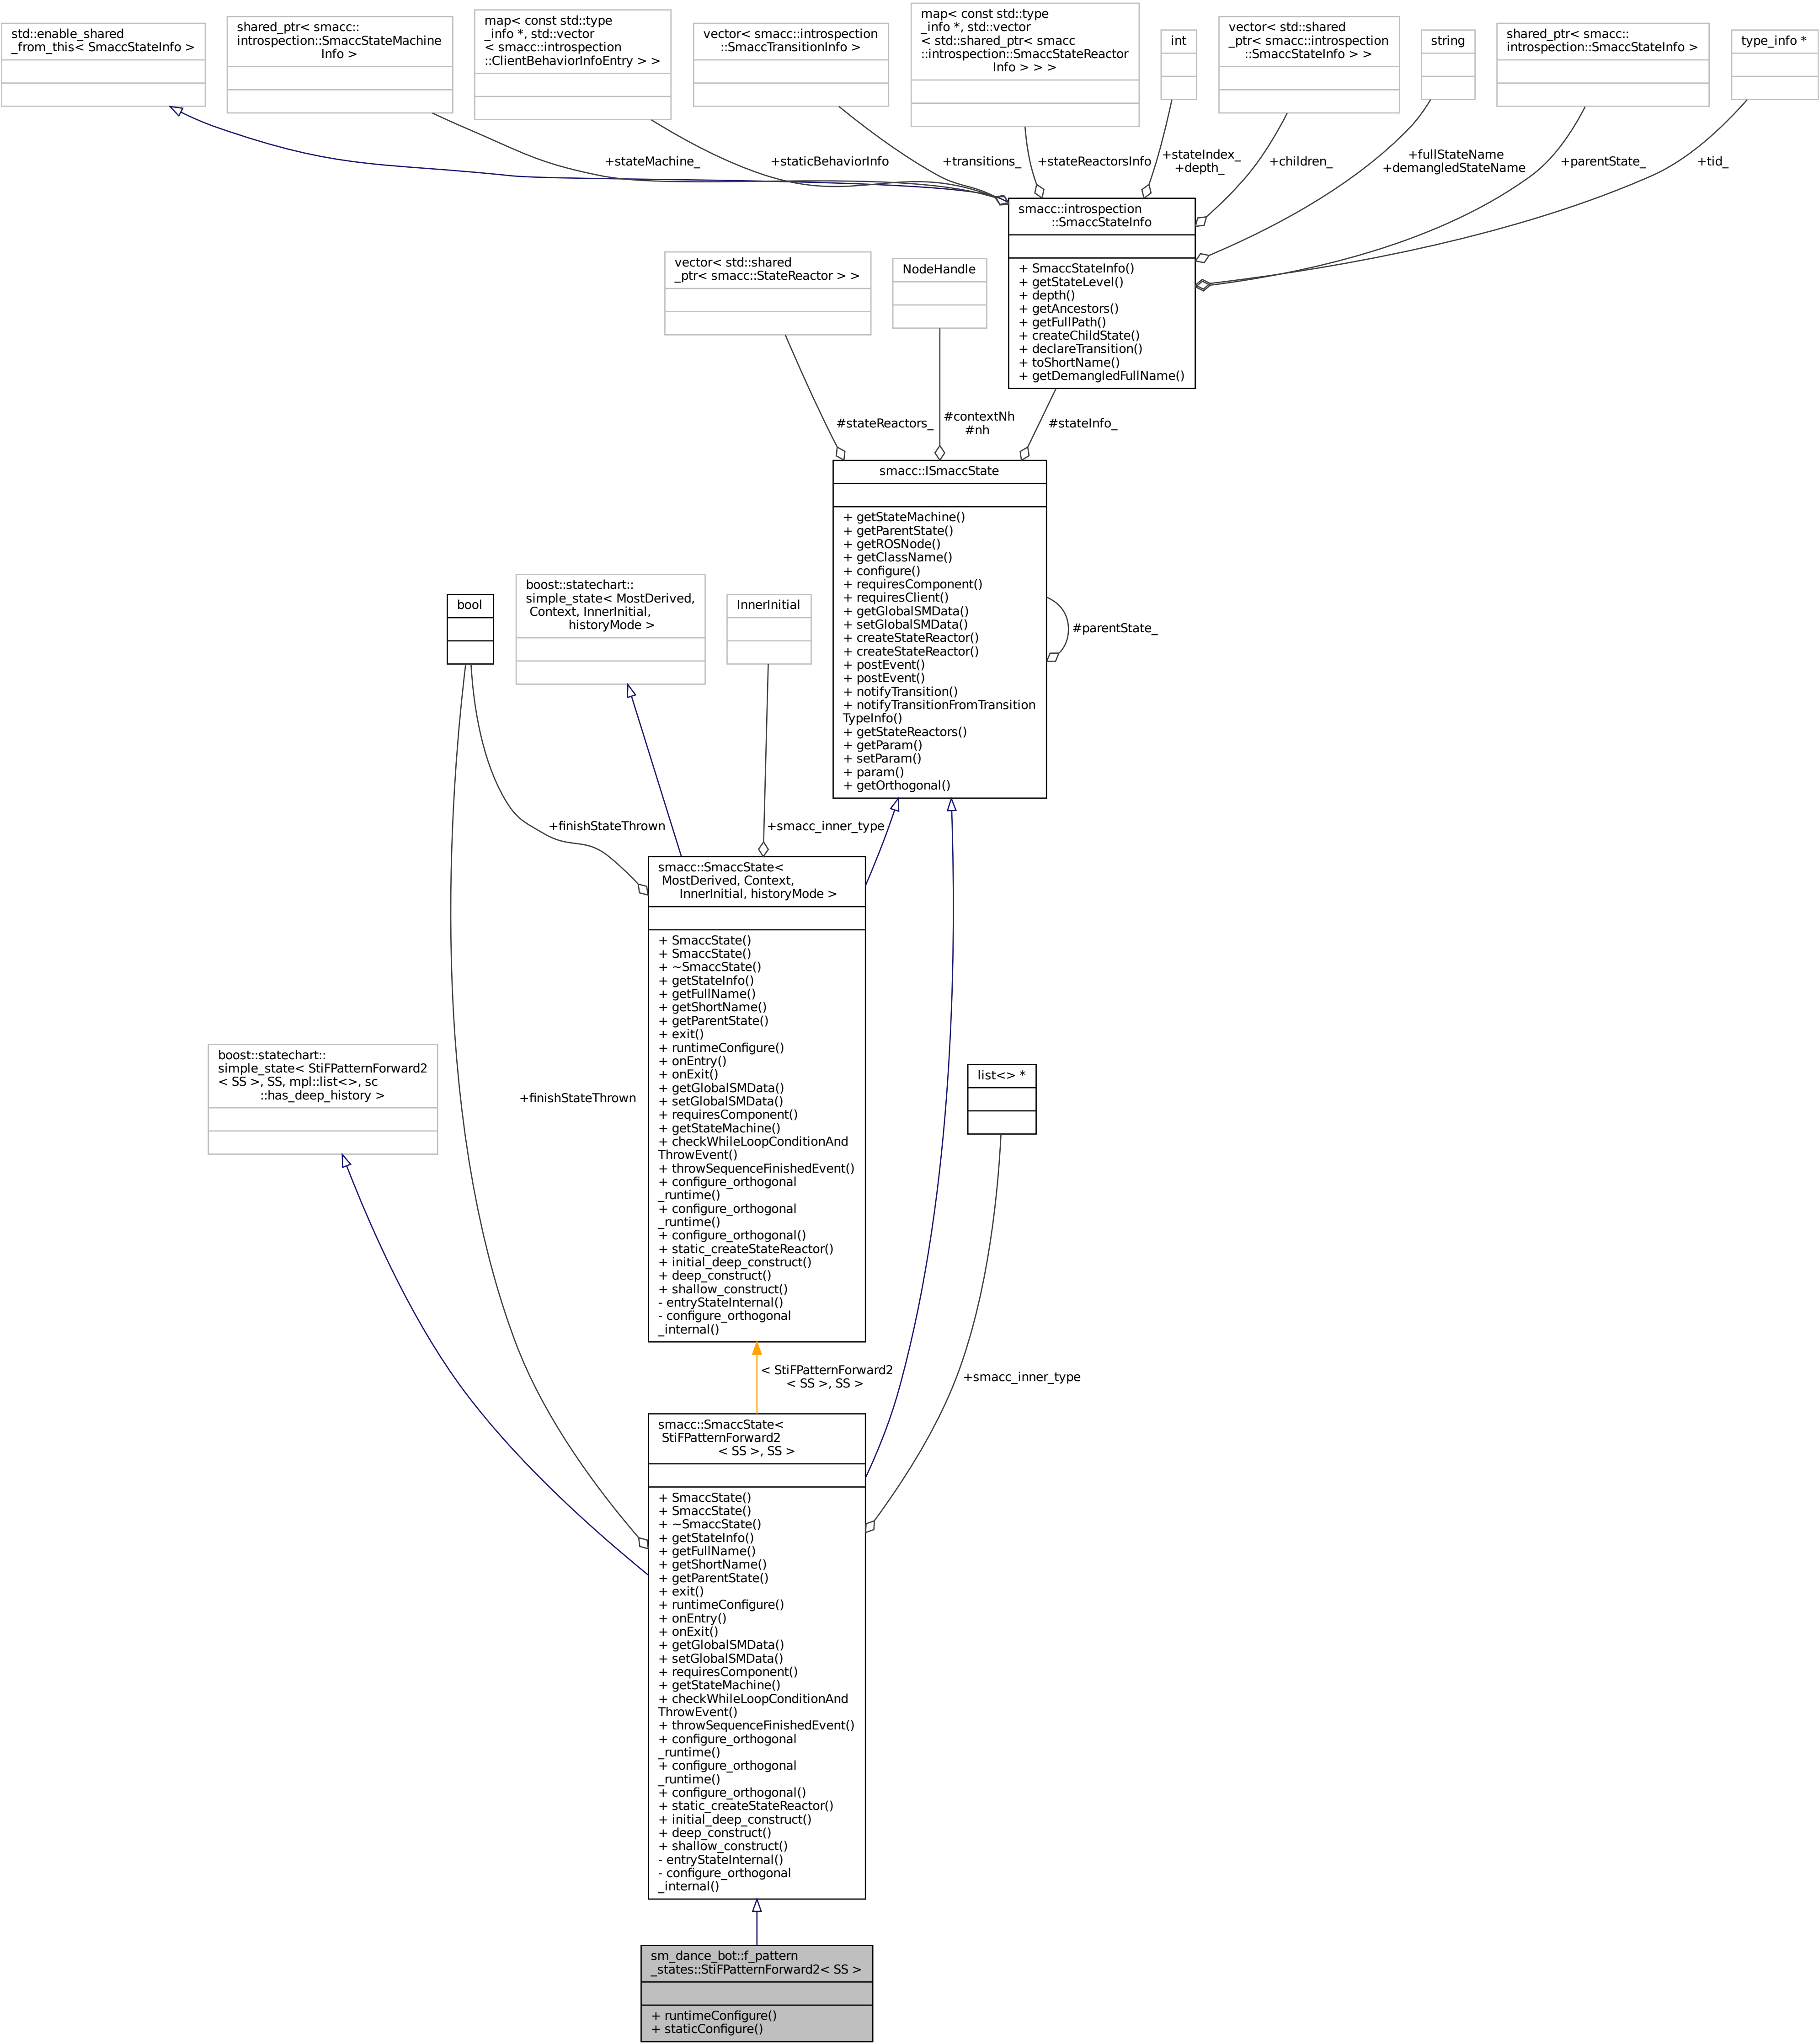 std::enable_shared
_from_this< SmaccStateInfo >
shared_ptr< smacc::
introspection::SmaccStateMachine
Info >
map< const std::type
_info *, std::vector
< smacc::introspection
::ClientBehaviorInfoEntry > >
vector< smacc::introspection
::SmaccTransitionInfo >
map< const std::type
_info *, std::vector
< std::shared_ptr< smacc
::introspection::SmaccStateReactor
Info > > >
int
vector< std::shared
_ptr< smacc::introspection
::SmaccStateInfo > >
string
shared_ptr< smacc::
introspection::SmaccStateInfo >
type_info *
+stateMachine_
+staticBehaviorInfo
+transitions_
+stateReactorsInfo
+stateIndex_
+depth_
+children_
+fullStateName
+demangledStateName
+parentState_
+tid_
smacc::introspection
::SmaccStateInfo
+ SmaccStateInfo()
+ getStateLevel()
+ depth()
+ getAncestors()
+ getFullPath()
+ createChildState()
+ declareTransition()
+ toShortName()
+ getDemangledFullName()
vector< std::shared
_ptr< smacc::StateReactor > >
NodeHandle
#stateReactors_
#contextNh
#nh
#stateInfo_
smacc::ISmaccState
+ getStateMachine()
+ getParentState()
+ getROSNode()
+ getClassName()
+ configure()
+ requiresComponent()
+ requiresClient()
+ getGlobalSMData()
+ setGlobalSMData()
+ createStateReactor()
+ createStateReactor()
+ postEvent()
+ postEvent()
+ notifyTransition()
+ notifyTransitionFromTransition
TypeInfo()
+ getStateReactors()
+ getParam()
+ setParam()
+ param()
+ getOrthogonal()
#parentState_
bool
boost::statechart::
simple_state< MostDerived,
Context, InnerInitial,
historyMode >
InnerInitial
+finishStateThrown
+smacc_inner_type
smacc::SmaccState<
MostDerived, Context,
InnerInitial, historyMode >
+ SmaccState()
+ SmaccState()
+ ~SmaccState()
+ getStateInfo()
+ getFullName()
+ getShortName()
+ getParentState()
+ exit()
+ runtimeConfigure()
+ onEntry()
+ onExit()
+ getGlobalSMData()
+ setGlobalSMData()
+ requiresComponent()
+ getStateMachine()
+ checkWhileLoopConditionAnd
ThrowEvent()
+ throwSequenceFinishedEvent()
+ configure_orthogonal
_runtime()
+ configure_orthogonal
_runtime()
+ configure_orthogonal()
+ static_createStateReactor()
+ initial_deep_construct()
+ deep_construct()
+ shallow_construct()
- entryStateInternal()
- configure_orthogonal
_internal()
boost::statechart::
simple_state< StiFPatternForward2
< SS >, SS, mpl::list<>, sc
::has_deep_history >
+finishStateThrown
list<> *
< StiFPatternForward2
< SS >, SS >
+smacc_inner_type
smacc::SmaccState<
StiFPatternForward2
< SS >, SS >
+ SmaccState()
+ SmaccState()
+ ~SmaccState()
+ getStateInfo()
+ getFullName()
+ getShortName()
+ getParentState()
+ exit()
+ runtimeConfigure()
+ onEntry()
+ onExit()
+ getGlobalSMData()
+ setGlobalSMData()
+ requiresComponent()
+ getStateMachine()
+ checkWhileLoopConditionAnd
ThrowEvent()
+ throwSequenceFinishedEvent()
+ configure_orthogonal
_runtime()
+ configure_orthogonal
_runtime()
+ configure_orthogonal()
+ static_createStateReactor()
+ initial_deep_construct()
+ deep_construct()
+ shallow_construct()
- entryStateInternal()
- configure_orthogonal
_internal()
sm_dance_bot::f_pattern
_states::StiFPatternForward2< SS >
+ runtimeConfigure()
+ staticConfigure()